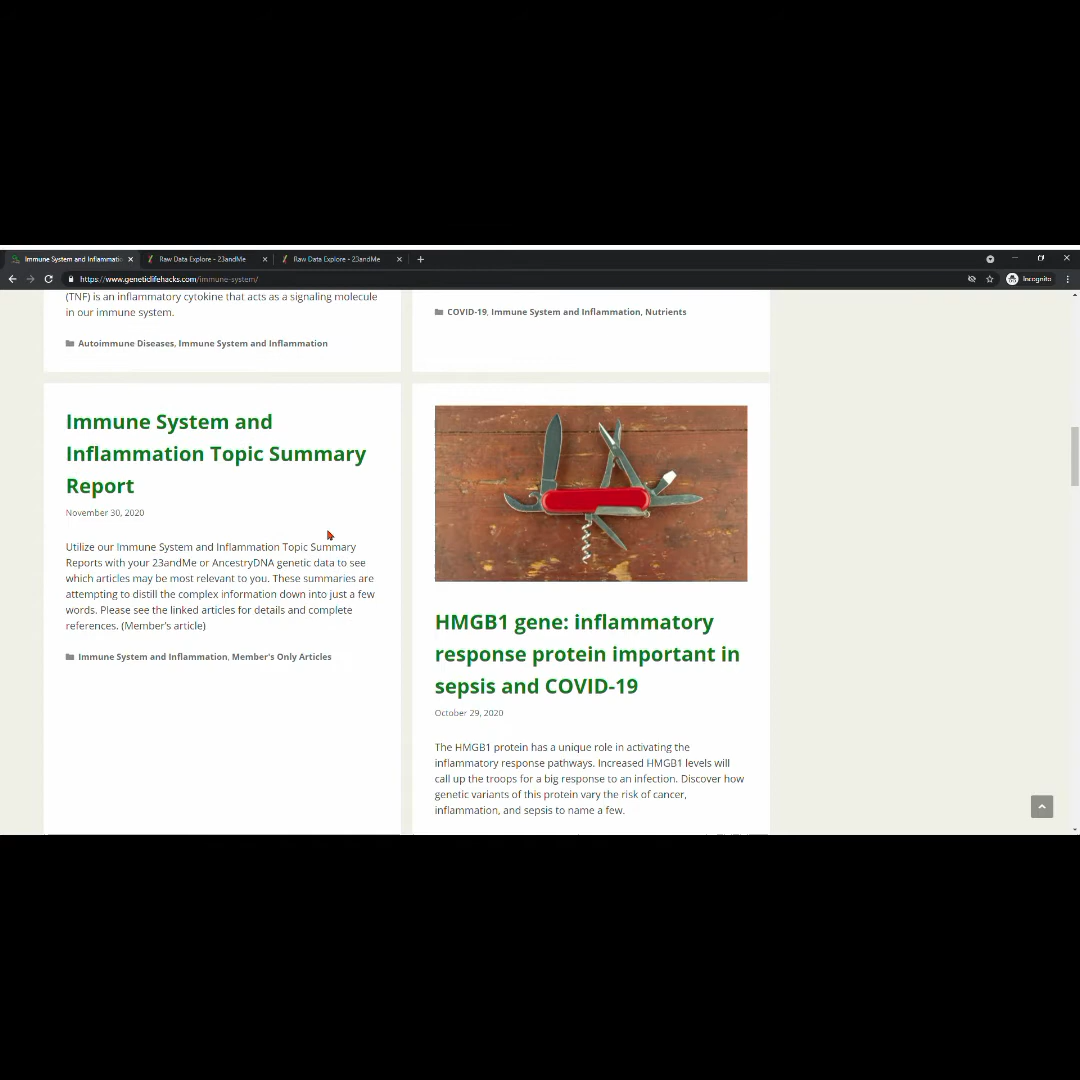 Immune System and Inflammatio
Raw Data Explore - 23andMe
Raw Data Explore - 23andMe
https://www.geneticlifehacks.com/immune-system/
Incognito
(TNF) is an inflammatory cytokine that acts as a signaling molecule
in our immune system.
Autoimmune Diseases, Immune System and Inflammation
COVID-19, Immune System and Inflammation, Nutrients
Immune System and
Inflammation Topic Summary
Report
November 30, 2020
Utilize our Immune System and Inflammation Topic Summary
Reports with your 23andMe or AncestryDNA genetic data to see
which articles may be most relevant to you. These summaries are
attempting to distill the complex information down into just a few
words. Please see the linked articles for details and complete
references. (Member's article)
Immune System and Inflammation, Member's Only Articles
HMGB1 gene: inflammatory
response protein important in
sepsis and COVID-19
October 29, 2020
The HMGB1 protein has a unique role in activating the
inflammatory response pathways. Increased HMGB1 levels will
call up the troops for a big response to an infection. Discover how
genetic variants of this protein vary the risk of cancer,
inflammation, and sepsis to name a few.